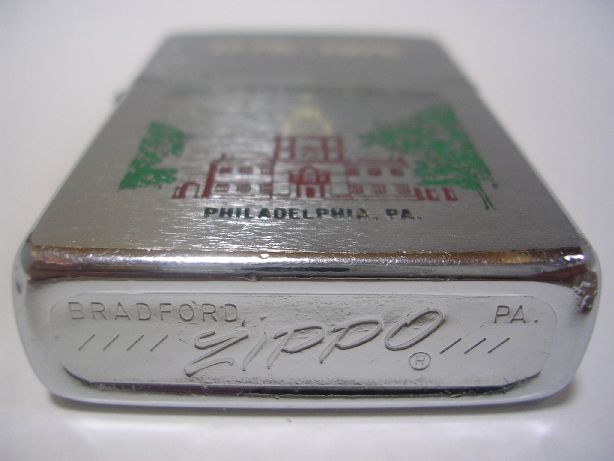 PHILADELPHIA, PA.
BRADFORD, PA.
//// ZIPPO ® ///